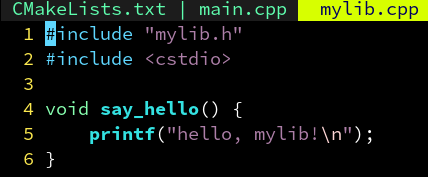 CMakeLists.txt | main.cpp mylib.cpp
1 #include "mylib.h"
2 #include <cstdio>
3
4 void say_hello() {
5     printf("hello, mylib!\n");
6 }